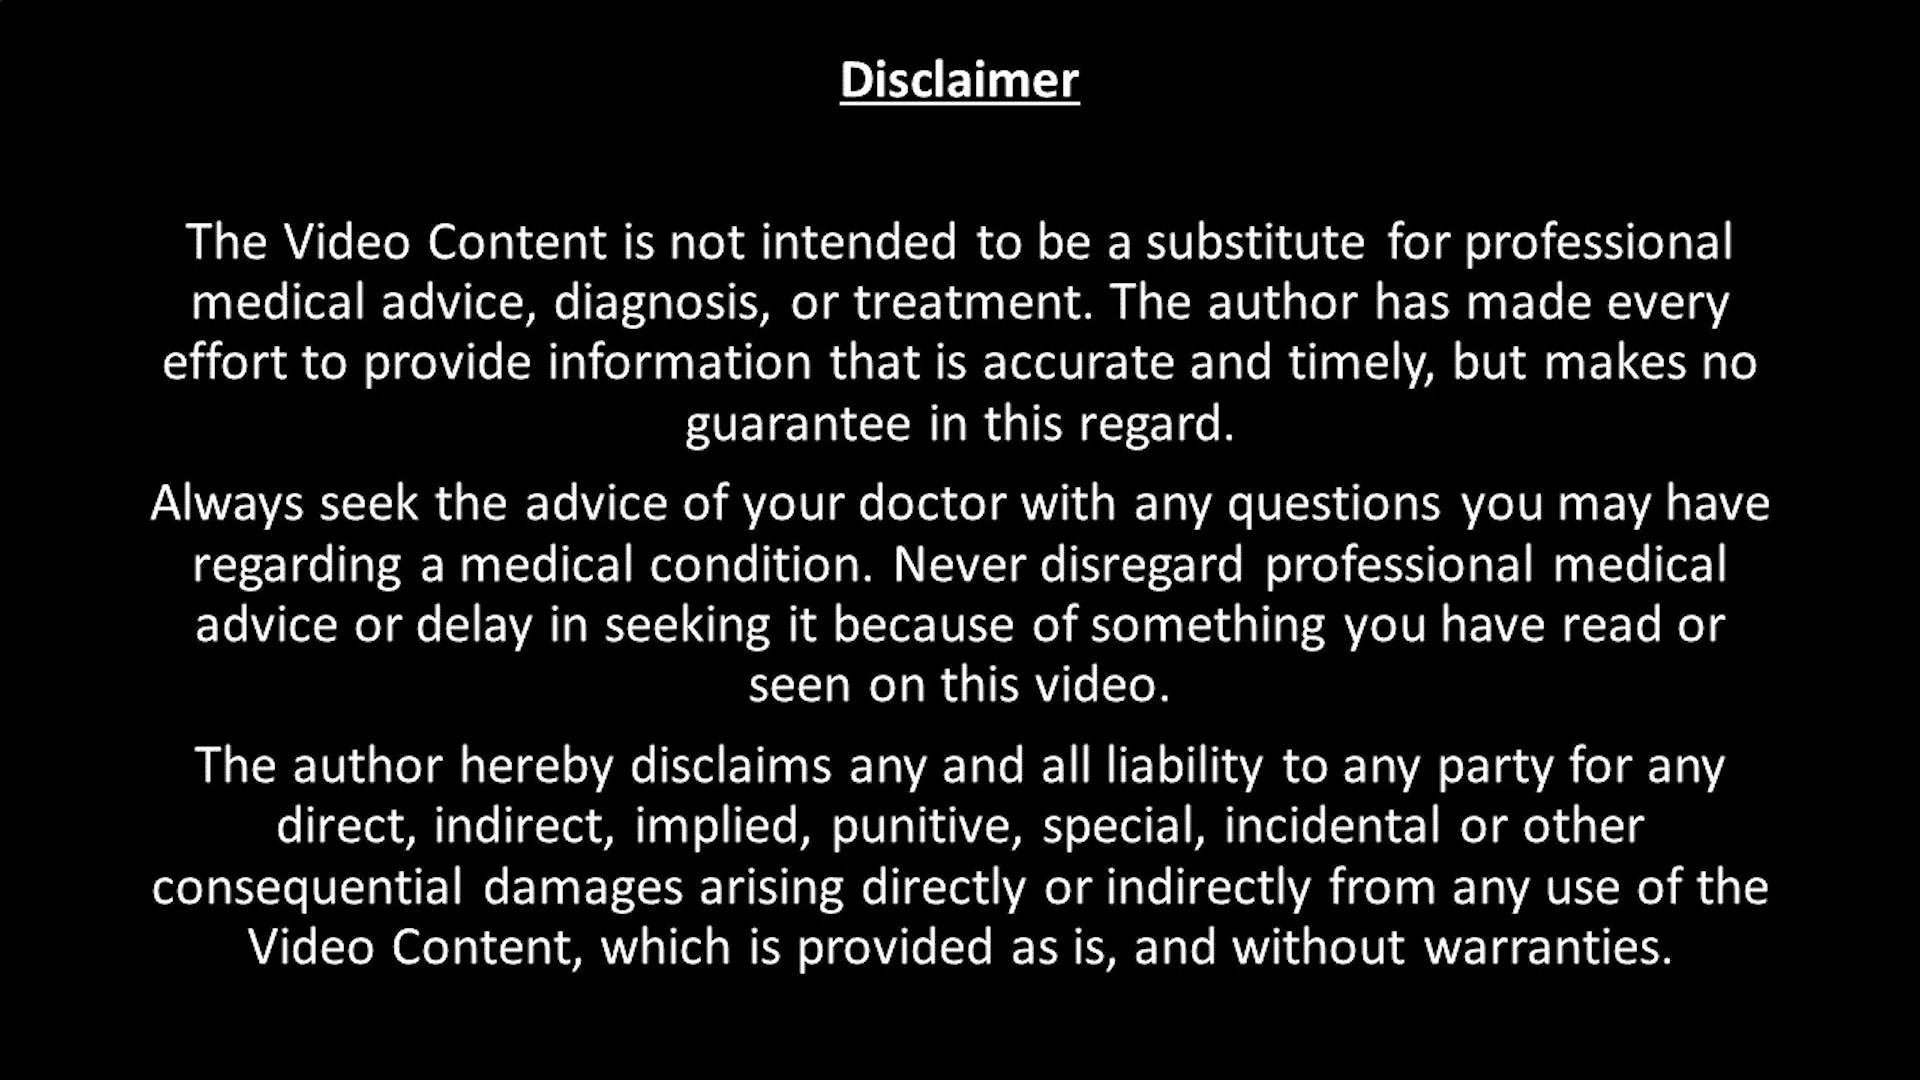 Disclaimer
The Video Content is not intended to be a substitute for professional
medical advice, diagnosis, or treatment. The author has made every
effort to provide information that is accurate and timely, but makes no
guarantee in this regard.
Always seek the advice of your doctor with any questions you may have
regarding a medical condition. Never disregard professional medical
advice or delay in seeking it because of something you have read or
seen on this video.
The author hereby disclaims any and all liability to any party for any
direct, indirect, implied, punitive, special, incidental or other
consequential damages arising directly or indirectly from any use of the
Video Content, which is provided as is, and without warranties.